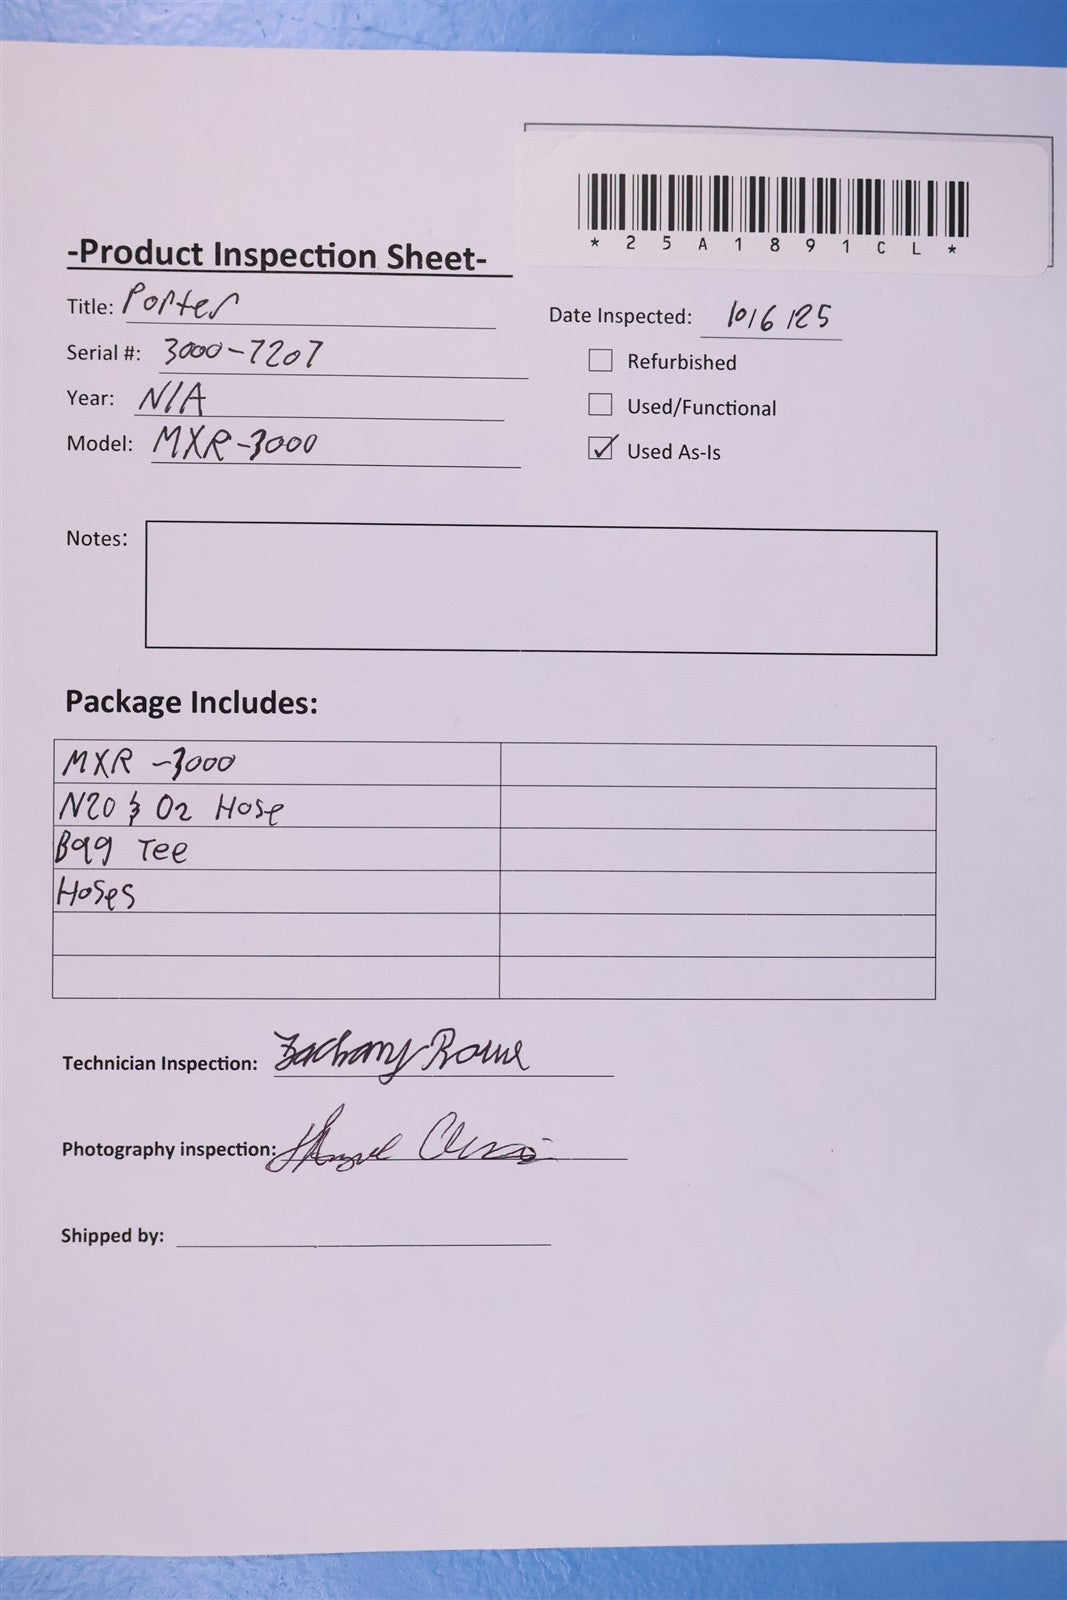 *25A1891CL*
-Product Inspection Sheet-
Title: Porter
Date Inspected: 10/6/25
Serial #: 3000-7207
Refurbished
Year: N/A
Used/Functional
Model: MXR-3000
Used As-Is
Notes:
Package Includes:
MXR-3000
N20 & O2 Hose
Bag Tee
Hoses
Technician Inspection: Zachary
Photography inspection:
Shipped by: